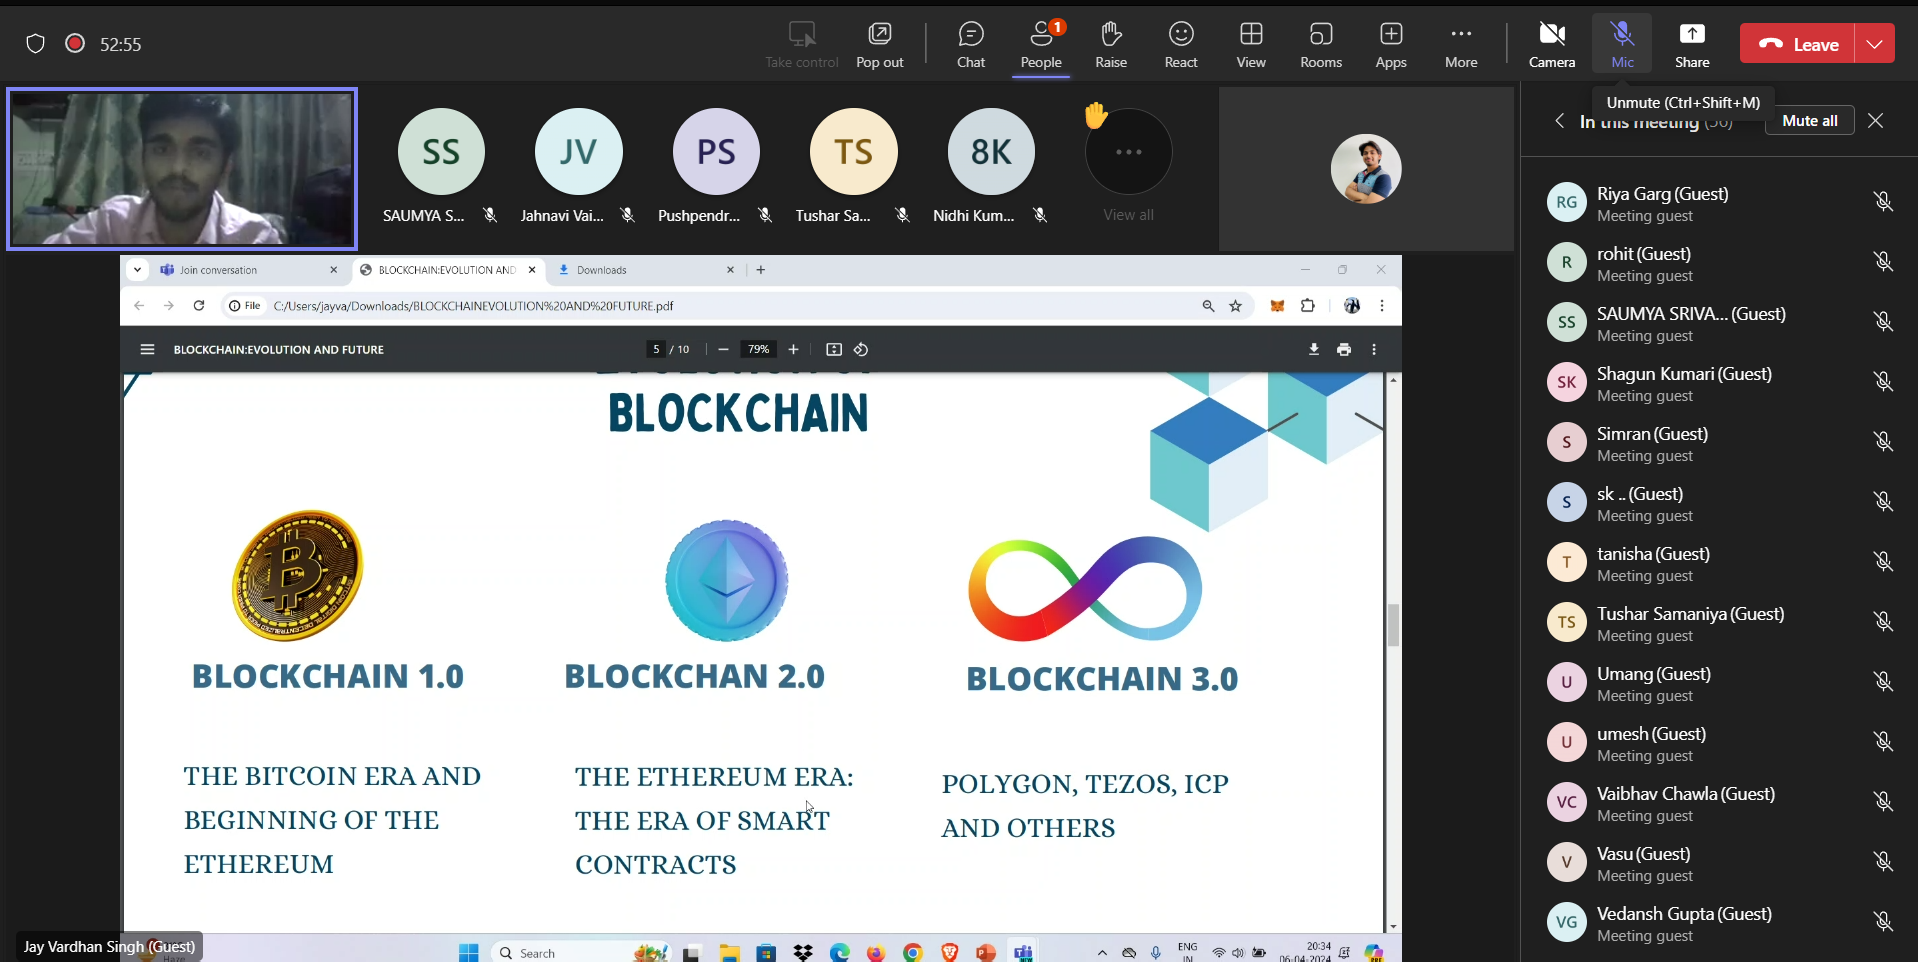 52:55
Take control
Pop out
Chat
1
People
Raise
React
View
Rooms
Apps
More
Camera
Mic
Share
Leave
Unmute (Ctrl+Shift+M)
In this meeting (56)
Mute all
SS
SAUMYA S...
JV
Jahnavi Vai...
PS
Pushpendr...
TS
Tushar Sa...
8K
Nidhi Kum...
View all
RG
Riya Garg (Guest)
Meeting guest
R
rohit (Guest)
Meeting guest
SS
SAUMYA SRIVA... (Guest)
Meeting guest
SK
Shagun Kumari (Guest)
Meeting guest
S
Simran (Guest)
Meeting guest
S
sk .. (Guest)
Meeting guest
T
tanisha (Guest)
Meeting guest
TS
Tushar Samaniya (Guest)
Meeting guest
U
Umang (Guest)
Meeting guest
U
umesh (Guest)
Meeting guest
VC
Vaibhav Chawla (Guest)
Meeting guest
V
Vasu (Guest)
Meeting guest
VG
Vedansh Gupta (Guest)
Meeting guest
Join conversation
BLOCKCHAIN:EVOLUTION AND
Downloads
File
C:/Users/jayva/Downloads/BLOCKCHAINEVOLUTION%20AND%20FUTURE.pdf
BLOCKCHAIN:EVOLUTION AND FUTURE
5 / 10
79%
BLOCKCHAIN
BLOCKCHAIN 1.0
THE BITCOIN ERA AND
BEGINNING OF THE
ETHEREUM
BLOCKCHAN 2.0
THE ETHEREUM ERA:
THE ERA OF SMART
CONTRACTS
BLOCKCHAIN 3.0
POLYGON, TEZOS, ICP
AND OTHERS
Jay Vardhan Singh (Guest)
Haze
Search
ENG
IN
20:34
06-04-2024